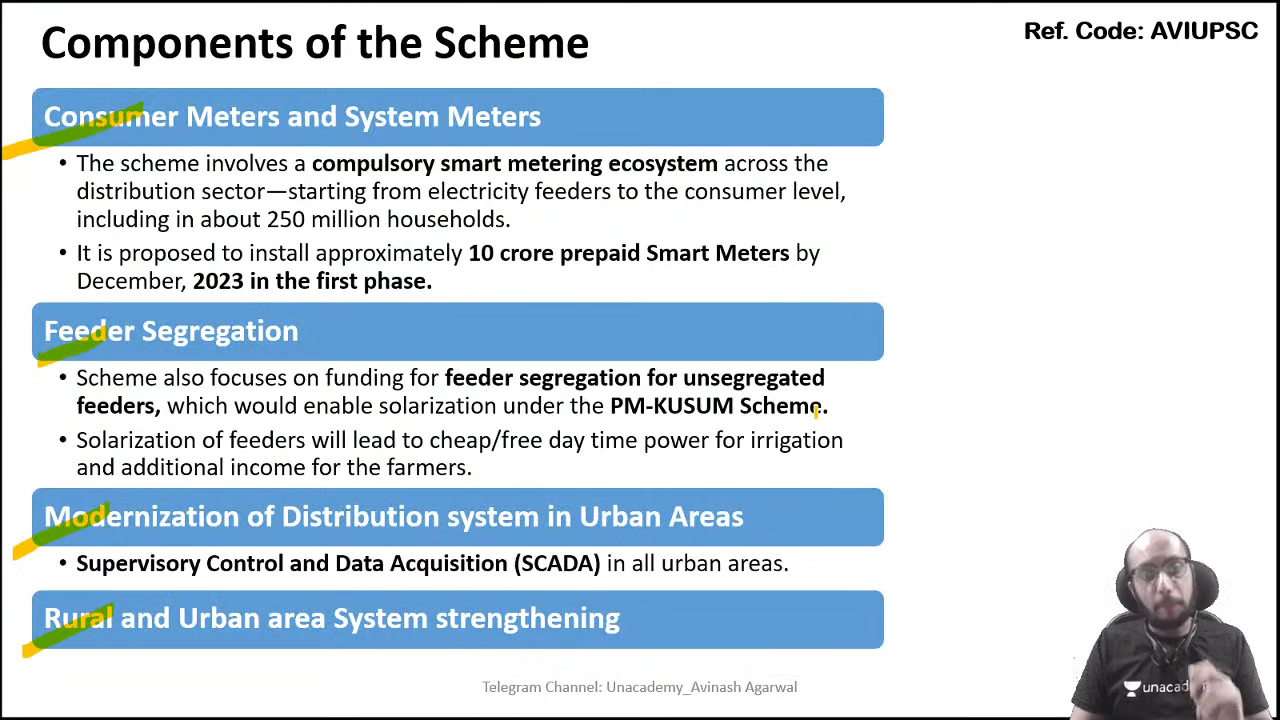 Components of the Scheme
Ref. Code: AVIUPSC
Consumer Meters and System Meters
• The scheme involves a compulsory smart metering ecosystem across the
distribution sector—starting from electricity feeders to the consumer level,
including in about 250 million households.
• It is proposed to install approximately 10 crore prepaid Smart Meters by
December, 2023 in the first phase.
Feeder Segregation
• Scheme also focuses on funding for feeder segregation for unsegregated
feeders, which would enable solarization under the PM-KUSUM Scheme.
• Solarization of feeders will lead to cheap/free day time power for irrigation
and additional income for the farmers.
Modernization of Distribution system in Urban Areas
• Supervisory Control and Data Acquisition (SCADA) in all urban areas.
Rural and Urban area System strengthening
Telegram Channel: Unacademy_Avinash Agarwal